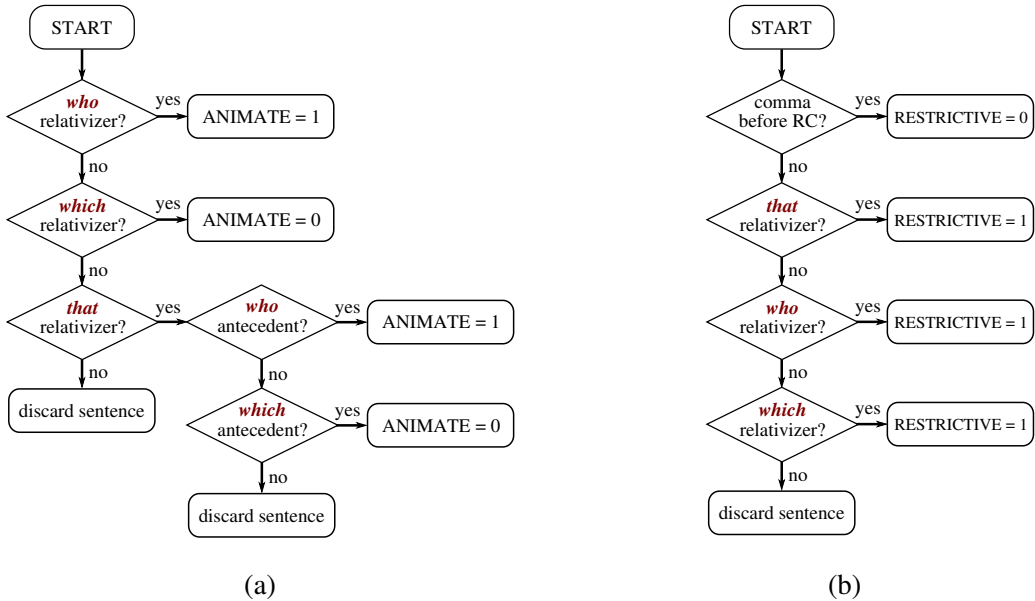 START
who
relativizer?
yes
ANIMATE = 1
no
which
relativizer?
yes
ANIMATE = 0
no
that
relativizer?
yes
who
antecedent?
yes
ANIMATE = 1
no
discard sentence
no
which
antecedent?
yes
ANIMATE = 0
no
discard sentence
(a)
START
comma
before RC?
yes
RESTRICTIVE = 0
no
that
relativizer?
yes
RESTRICTIVE = 1
no
who
relativizer?
yes
RESTRICTIVE = 1
no
which
relativizer?
yes
RESTRICTIVE = 1
no
discard sentence
(b)